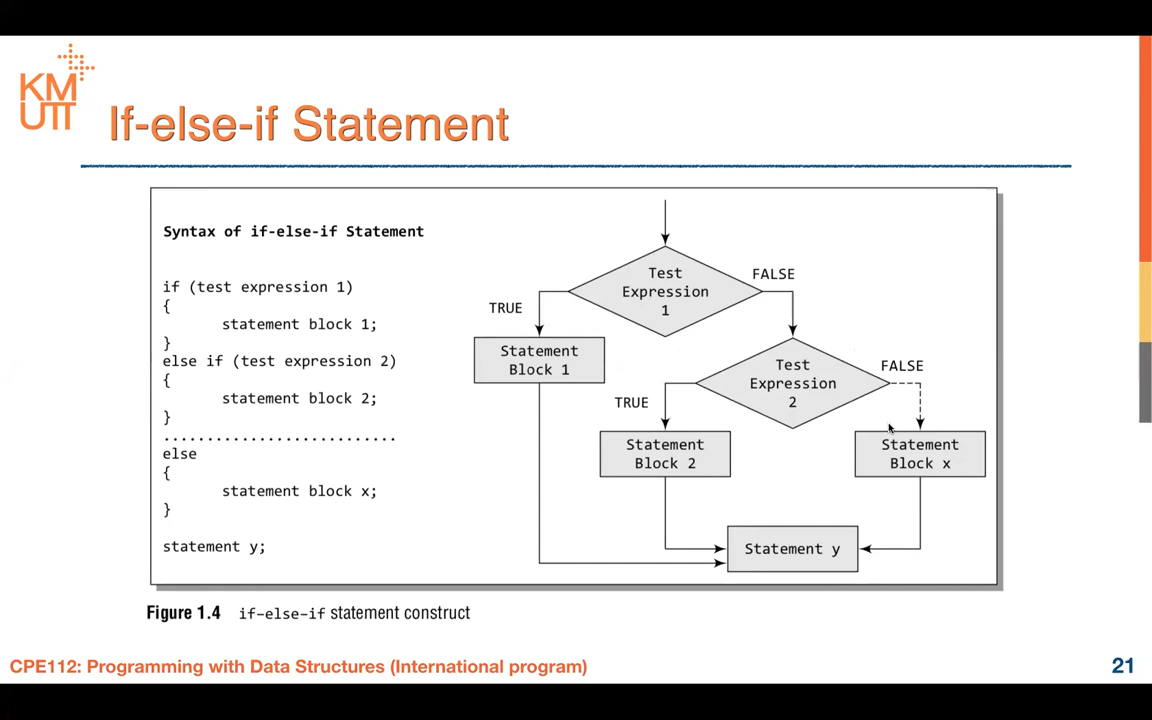 KM
UTT
If-else-if Statement
Syntax of if-else-if Statement
if (test expression 1)
{
statement block 1;
}
else if (test expression 2)
{
statement block 2;
}
...........................
else
{
statement block x;
}
statement y;
Test
Expression
1
TRUE
FALSE
Statement
Block 1
Test
Expression
2
TRUE
FALSE
Statement
Block 2
Statement
Block x
Statement y
Figure 1.4 if-else-if statement construct
CPE112: Programming with Data Structures (International program)
21